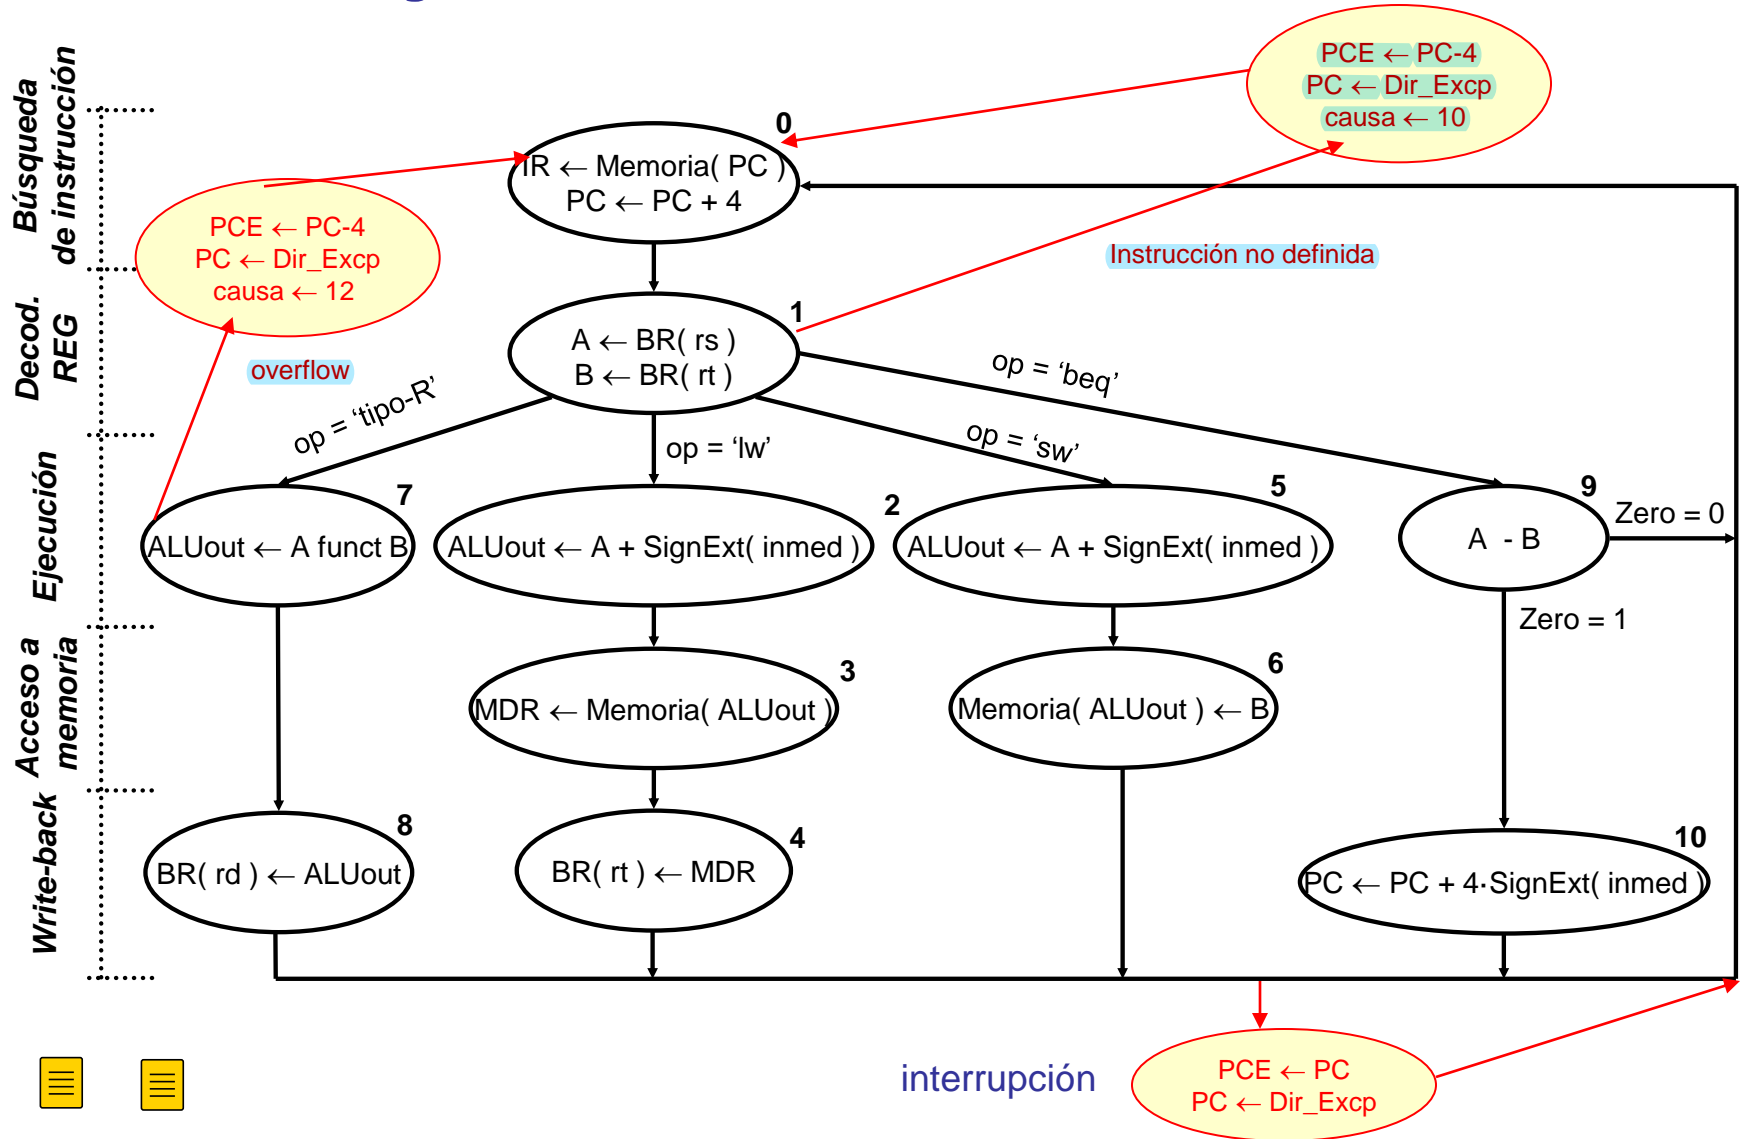 Búsqueda
de instrucción
Decod.
REG
Ejecución
Acceso a
memoria
Write-back
PCE ← PC-4
PC ← Dir_Excp
causa ← 10
0
IR ← Memoria( PC )
PC ← PC + 4
PCE ← PC-4
PC ← Dir_Excp
causa ← 12
Instrucción no definida
overflow
1
A ← BR( rs )
B ← BR( rt )
op = 'tipo-R'
op = 'lw'
op = 'sw'
op = 'beq'
7
ALUout ← A funct B
2
ALUout ← A + SignExt( inmed )
5
ALUout ← A + SignExt( inmed )
9
A - B
Zero = 0
Zero = 1
3
MDR ← Memoria( ALUout )
6
Memoria( ALUout ) ← B
8
BR( rd ) ← ALUout
4
BR( rt ) ← MDR
10
PC ← PC + 4·SignExt( inmed )
interrupción
PCE ← PC
PC ← Dir_Excp